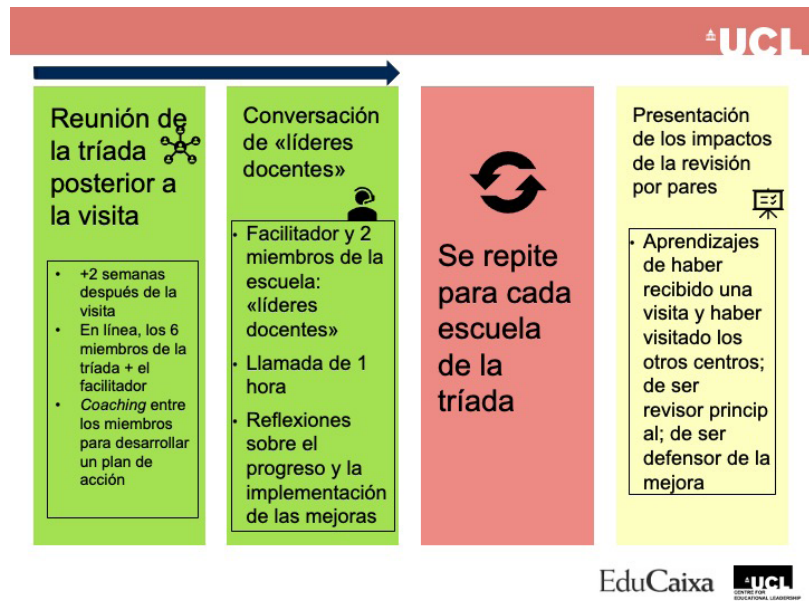 UCL
Reunión de
la tríada
posterior a
la visita
• +2 semanas
después de la
visita
• En línea, los 6
miembros de la
tríada + el
facilitador
• Coaching entre
los miembros
para desarrollar
un plan de
acción
Conversación
de «líderes
docentes»
• Facilitador y 2
miembros de la
escuela:
«líderes
docentes»
• Llamada de 1
hora
• Reflexiones
sobre el
progreso y la
implementación
de las mejoras
Se repite
para cada
escuela
de la
tríada
Presentación
de los impactos
de la revisión
por pares
• Aprendizajes
de haber
recibido una
visita y haber
visitado los
otros centros;
de ser
revisor princip
al; de ser
defensor de la
mejora
EduCaixa
UCL
CENTRE FOR
EDUCATIONAL LEADERSHIP